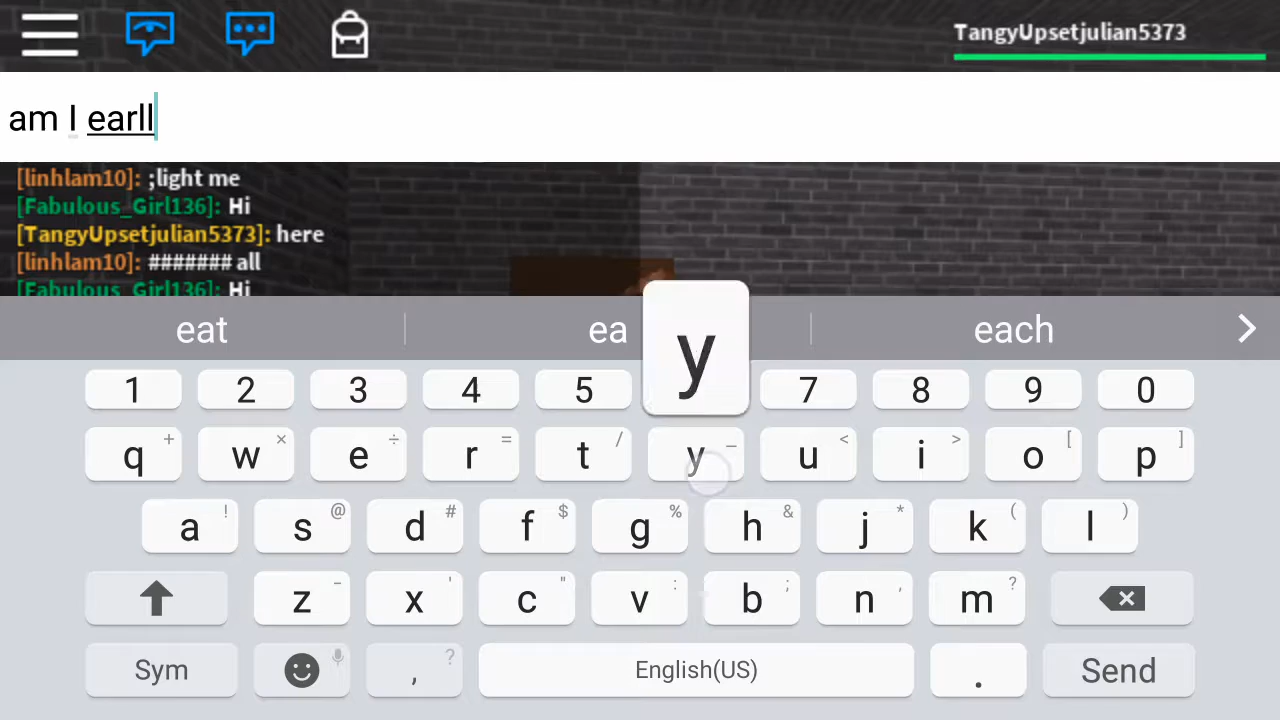 TangyUpsetjulian5373
am I earll
[linhlam10]: ;light me
[Fabulous_Girl136]: Hi
[TangyUpsetjulian5373]: here
[linhlam10]: ####### all
[Fabulous_Girl136]: Hi
eat ea each
y
1 2 3 4 5 7 8 9 0
q + w × e ÷ r = t / y _ u < i > o [ p ]
a ! s @ d # f $ g % h & j * k ( l )
z - x ' c " v : b ; n , m ?
Sym , ? English(US) . Send